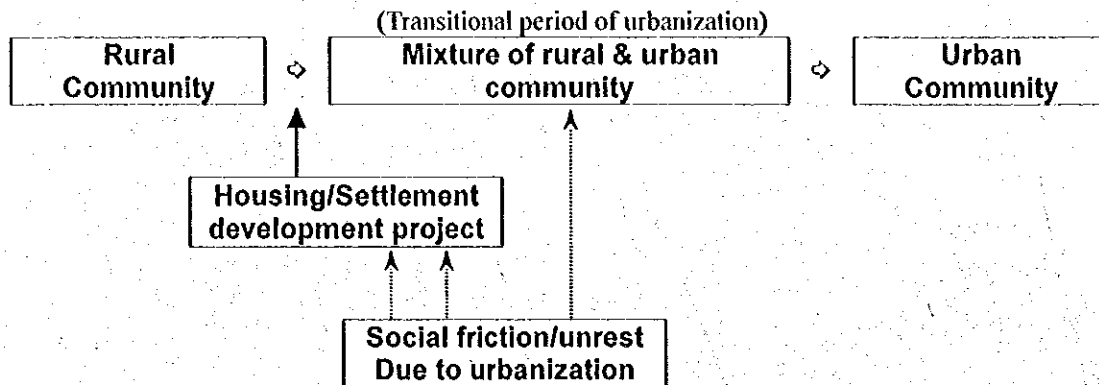 (Transitional period of urbanization)
Rural
Community
Mixture of rural & urban
community
Urban
Community
Housing/Settlement
development project
Social friction/unrest
Due to urbanization